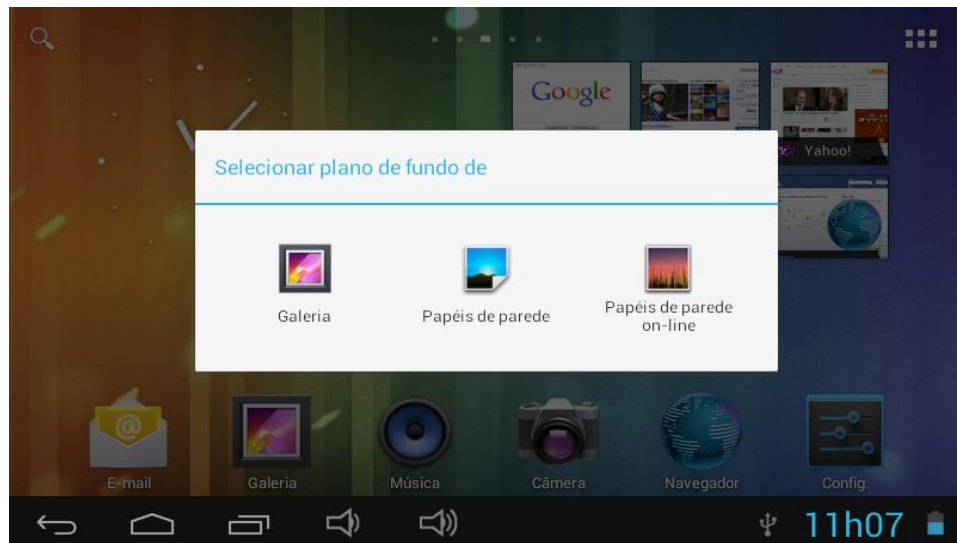 Google
Yahoo!
Selecionar plano de fundo de
Galeria
Papéis de parede
Papéis de parede
on-line
E-mail
Galeria
Música
Câmera
Navegador
Config.
11h07